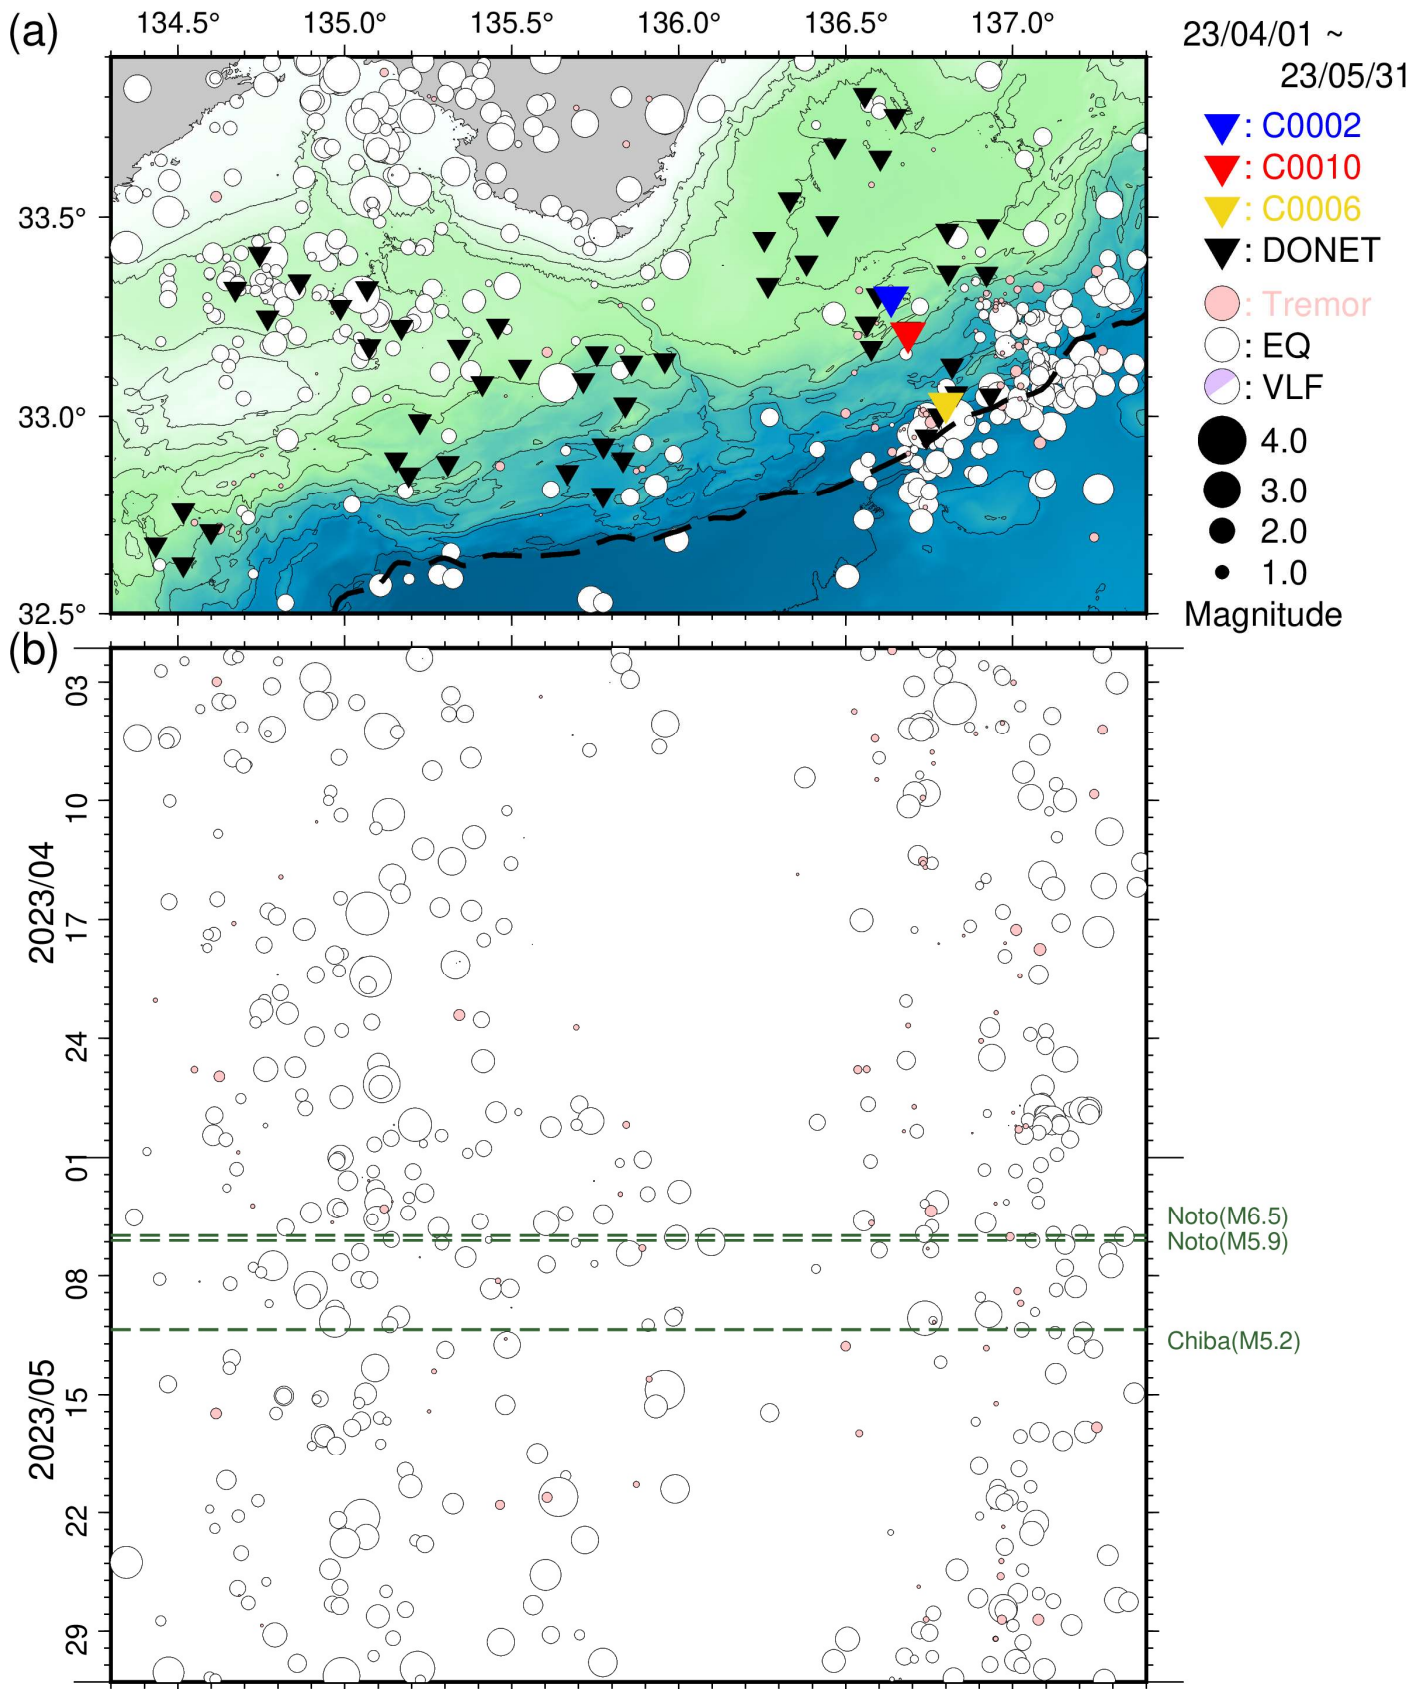 (a)
134.5° 135.0° 135.5° 136.0° 136.5° 137.0°
23/04/01 ~
23/05/31
: C0002
: C0010
: C0006
: DONET
: Tremor
: EQ
: VLF
4.0
3.0
2.0
1.0
Magnitude
33.5°
33.0°
32.5°
(b)
03
10
17
24
01
08
15
22
29
2023/04
2023/05
Noto(M6.5)
Noto(M5.9)
Chiba(M5.2)